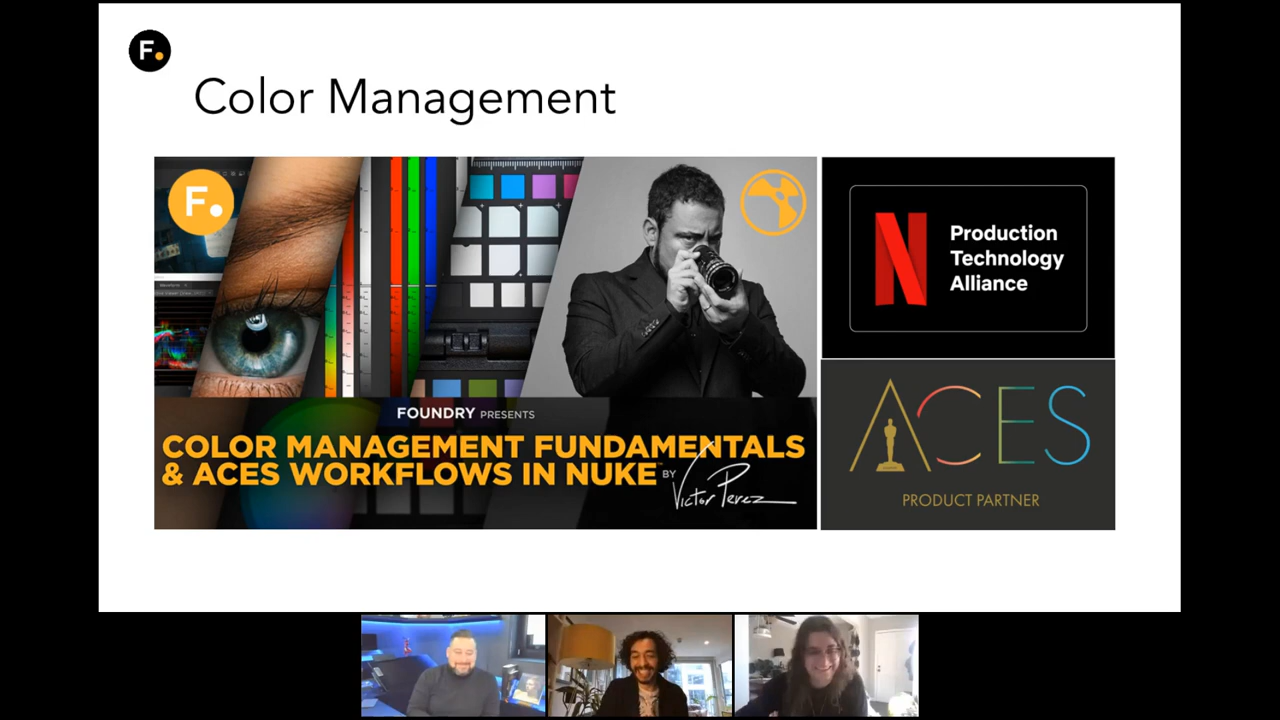 F.
Color Management
F.
FOUNDRY PRESENTS
COLOR MANAGEMENT FUNDAMENTALS
& ACES WORKFLOWS IN NUKE™ BY
Victor Perez
N
Production
Technology
Alliance
ACES
PRODUCT PARTNER